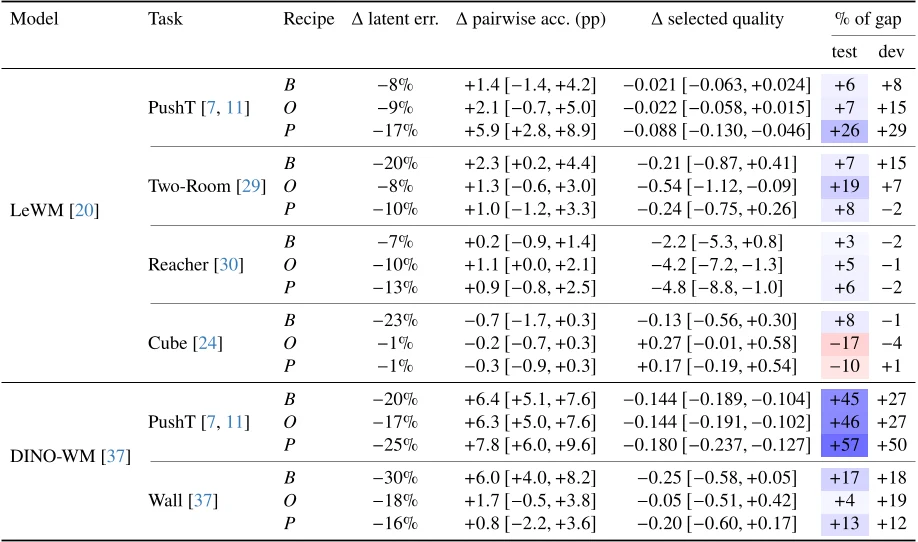 Model Task Recipe Δ latent err. Δ pairwise acc. (pp) Δ selected quality % of gap
test dev
B −8% +1.4 [−1.4, +4.2] −0.021 [−0.063, +0.024] +6 +8
PushT [7, 11] O −9% +2.1 [−0.7, +5.0] −0.022 [−0.058, +0.015] +7 +15
P −17% +5.9 [+2.8, +8.9] −0.088 [−0.130, −0.046] +26 +29
B −20% +2.3 [+0.2, +4.4] −0.21 [−0.87, +0.41] +7 +15
Two-Room [29] O −8% +1.3 [−0.6, +3.0] −0.54 [−1.12, −0.09] +19 +7
LeWM [20] P −10% +1.0 [−1.2, +3.3] −0.24 [−0.75, +0.26] +8 −2
B −7% +0.2 [−0.9, +1.4] −2.2 [−5.3, +0.8] +3 −2
Reacher [30] O −10% +1.1 [+0.0, +2.1] −4.2 [−7.2, −1.3] +5 −1
P −13% +0.9 [−0.8, +2.5] −4.8 [−8.8, −1.0] +6 −2
B −23% −0.7 [−1.7, +0.3] −0.13 [−0.56, +0.30] +8 −1
Cube [24] O −1% −0.2 [−0.7, +0.3] +0.27 [−0.01, +0.58] −17 −4
P −1% −0.3 [−0.9, +0.3] +0.17 [−0.19, +0.54] −10 +1
B −20% +6.4 [+5.1, +7.6] −0.144 [−0.189, −0.104] +45 +27
PushT [7, 11] O −17% +6.3 [+5.0, +7.6] −0.144 [−0.191, −0.102] +46 +27
P −25% +7.8 [+6.0, +9.6] −0.180 [−0.237, −0.127] +57 +50
DINO-WM [37]
B −30% +6.0 [+4.0, +8.2] −0.25 [−0.58, +0.05] +17 +18
Wall [37] O −18% +1.7 [−0.5, +3.8] −0.05 [−0.51, +0.42] +4 +19
P −16% +0.8 [−2.2, +3.6] −0.20 [−0.60, +0.17] +13 +12